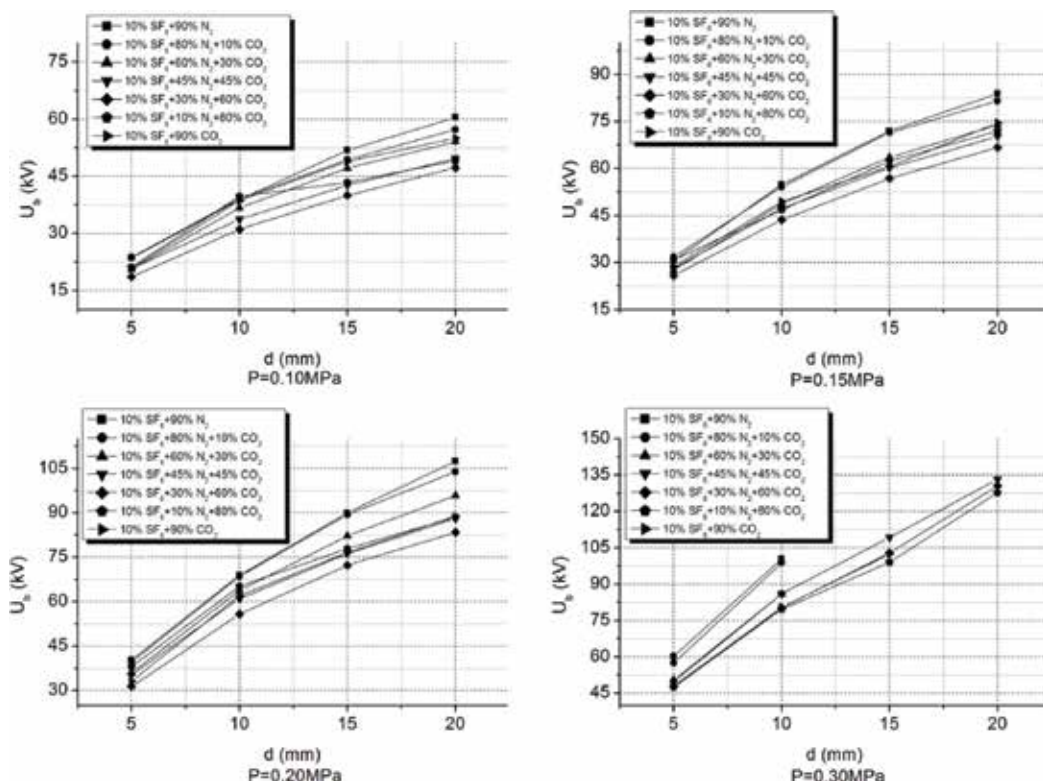 10% SF₆+90% N₂
10% SF₆+80% N₂+10% CO₂
10% SF₆+60% N₂+30% CO₂
10% SF₆+45% N₂+45% CO₂
10% SF₆+30% N₂+60% CO₂
10% SF₆+10% N₂+80% CO₂
10% SF₆+90% CO₂
75
60
45
30
15
U_b (kV)
5 10 15 20
d (mm)
P=0.10MPa
10% SF₆+90% N₂
10% SF₆+80% N₂+10% CO₂
10% SF₆+60% N₂+30% CO₂
10% SF₆+45% N₂+45% CO₂
10% SF₆+30% N₂+60% CO₂
10% SF₆+10% N₂+80% CO₂
10% SF₆+90% CO₂
90
75
60
45
30
15
U_b (kV)
5 10 15 20
d (mm)
P=0.15MPa
10% SF₆+90% N₂
10% SF₆+80% N₂+10% CO₂
10% SF₆+60% N₂+30% CO₂
10% SF₆+45% N₂+45% CO₂
10% SF₆+30% N₂+60% CO₂
10% SF₆+10% N₂+80% CO₂
10% SF₆+90% CO₂
105
90
75
60
45
30
U_b (kV)
5 10 15 20
d (mm)
P=0.20MPa
10% SF₆+90% N₂
10% SF₆+80% N₂+10% CO₂
10% SF₆+60% N₂+30% CO₂
10% SF₆+45% N₂+45% CO₂
10% SF₆+30% N₂+60% CO₂
10% SF₆+10% N₂+80% CO₂
10% SF₆+90% CO₂
150
135
120
105
90
75
60
45
U_b (kV)
5 10 15 20
d (mm)
P=0.30MPa